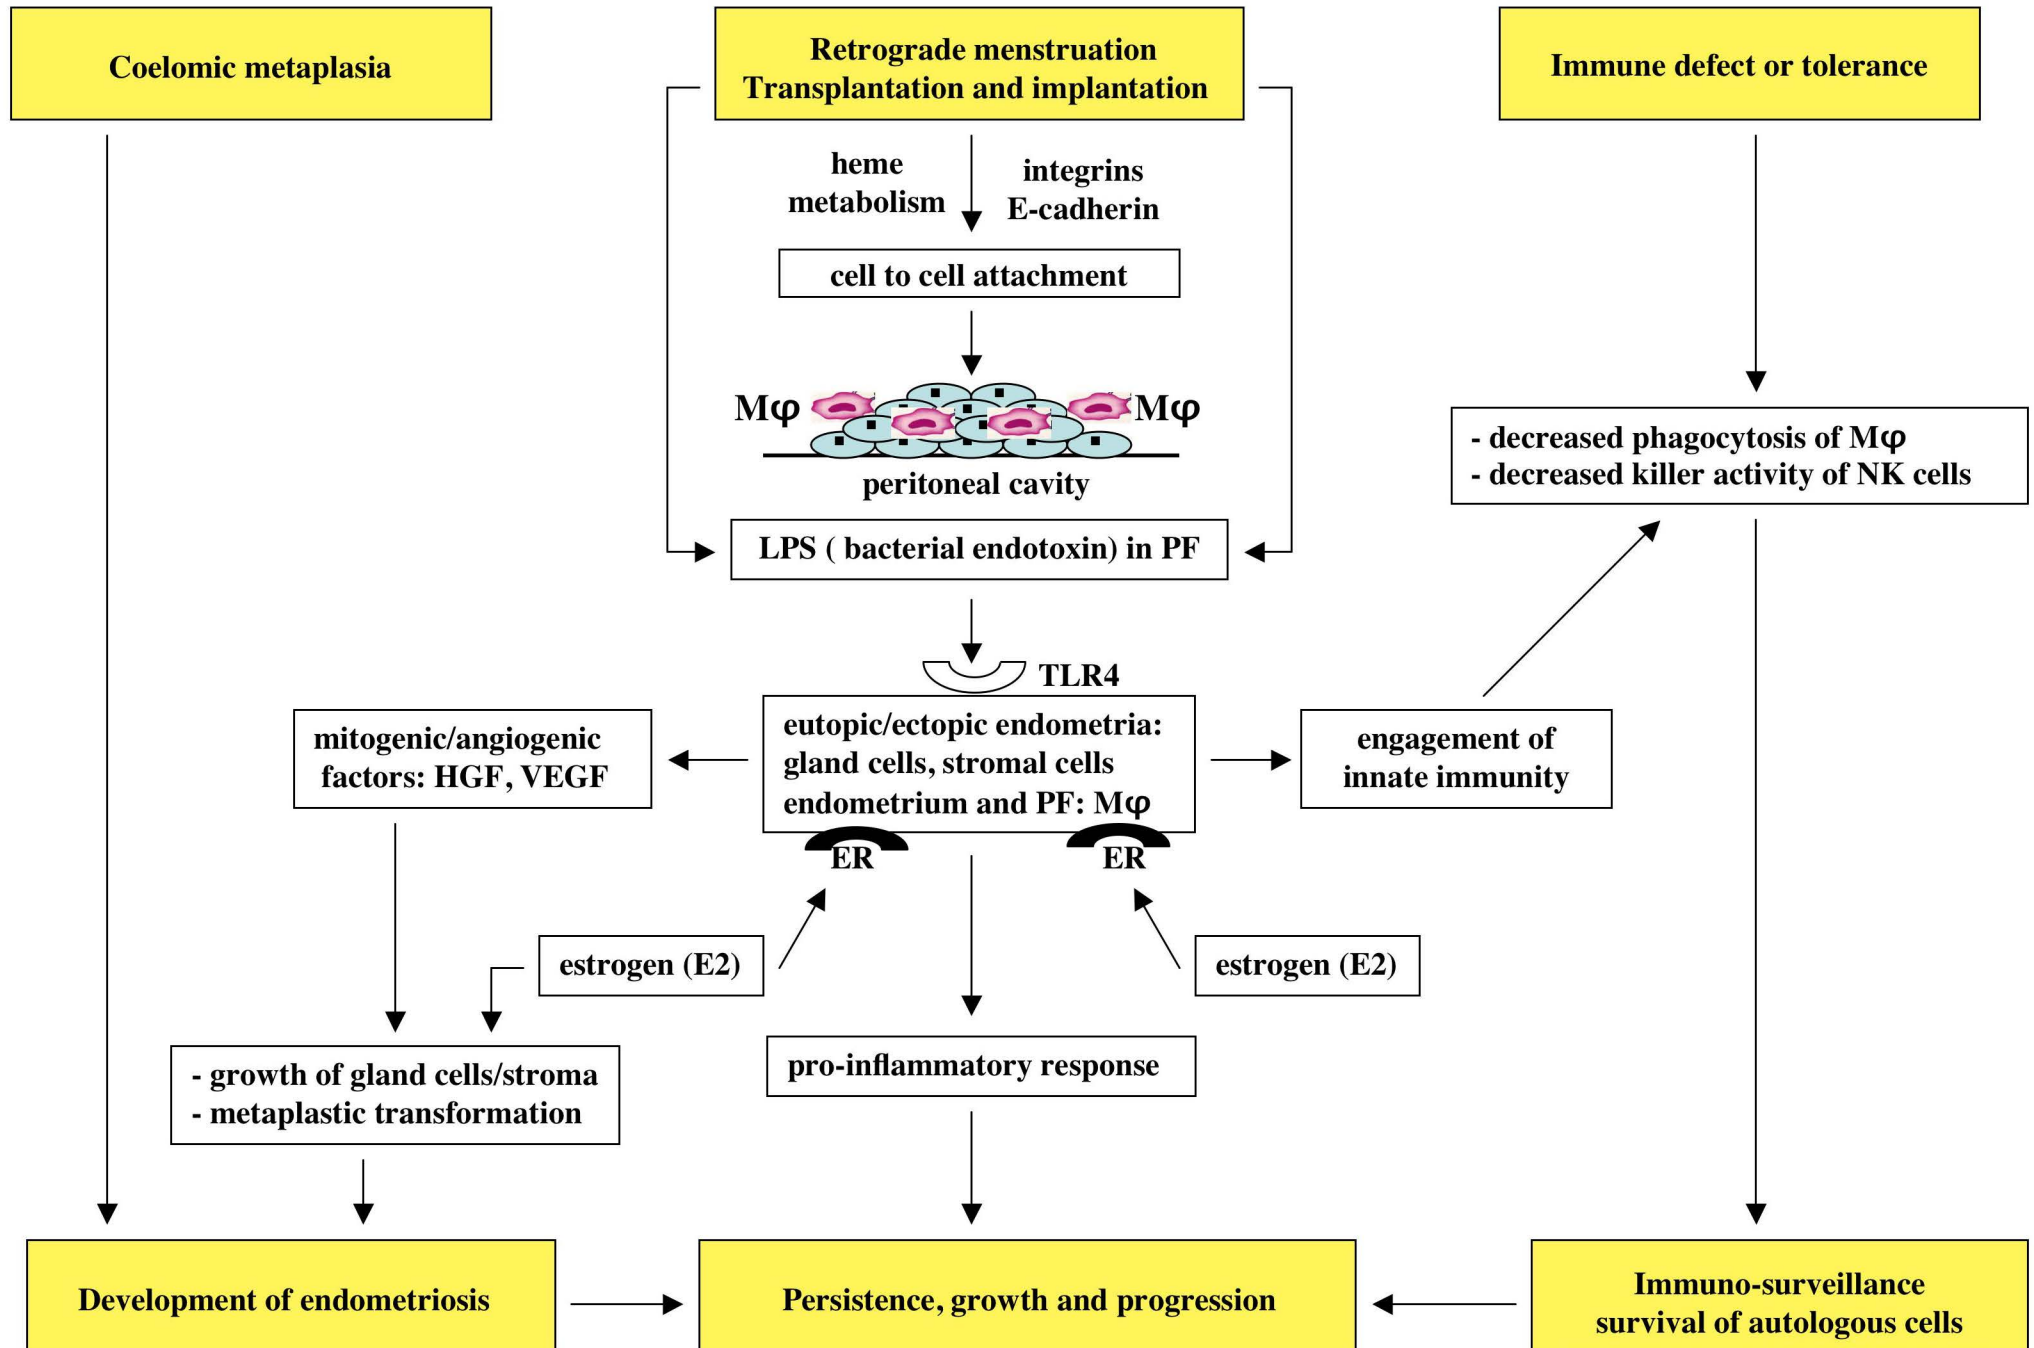 Coelomic metaplasia
Retrograde menstruation
Transplantation and implantation
Immune defect or tolerance
heme
metabolism
integrins
E-cadherin
cell to cell attachment
Mφ
Mφ
peritoneal cavity
- decreased phagocytosis of Mφ
- decreased killer activity of NK cells
LPS ( bacterial endotoxin) in PF
TLR4
mitogenic/angiogenic
factors: HGF, VEGF
eutopic/ectopic endometria:
gland cells, stromal cells
endometrium and PF: Mφ
engagement of
innate immunity
ER
ER
estrogen (E2)
estrogen (E2)
- growth of gland cells/stroma
- metaplastic transformation
pro-inflammatory response
Development of endometriosis
Persistence, growth and progression
Immuno-surveillance
survival of autologous cells